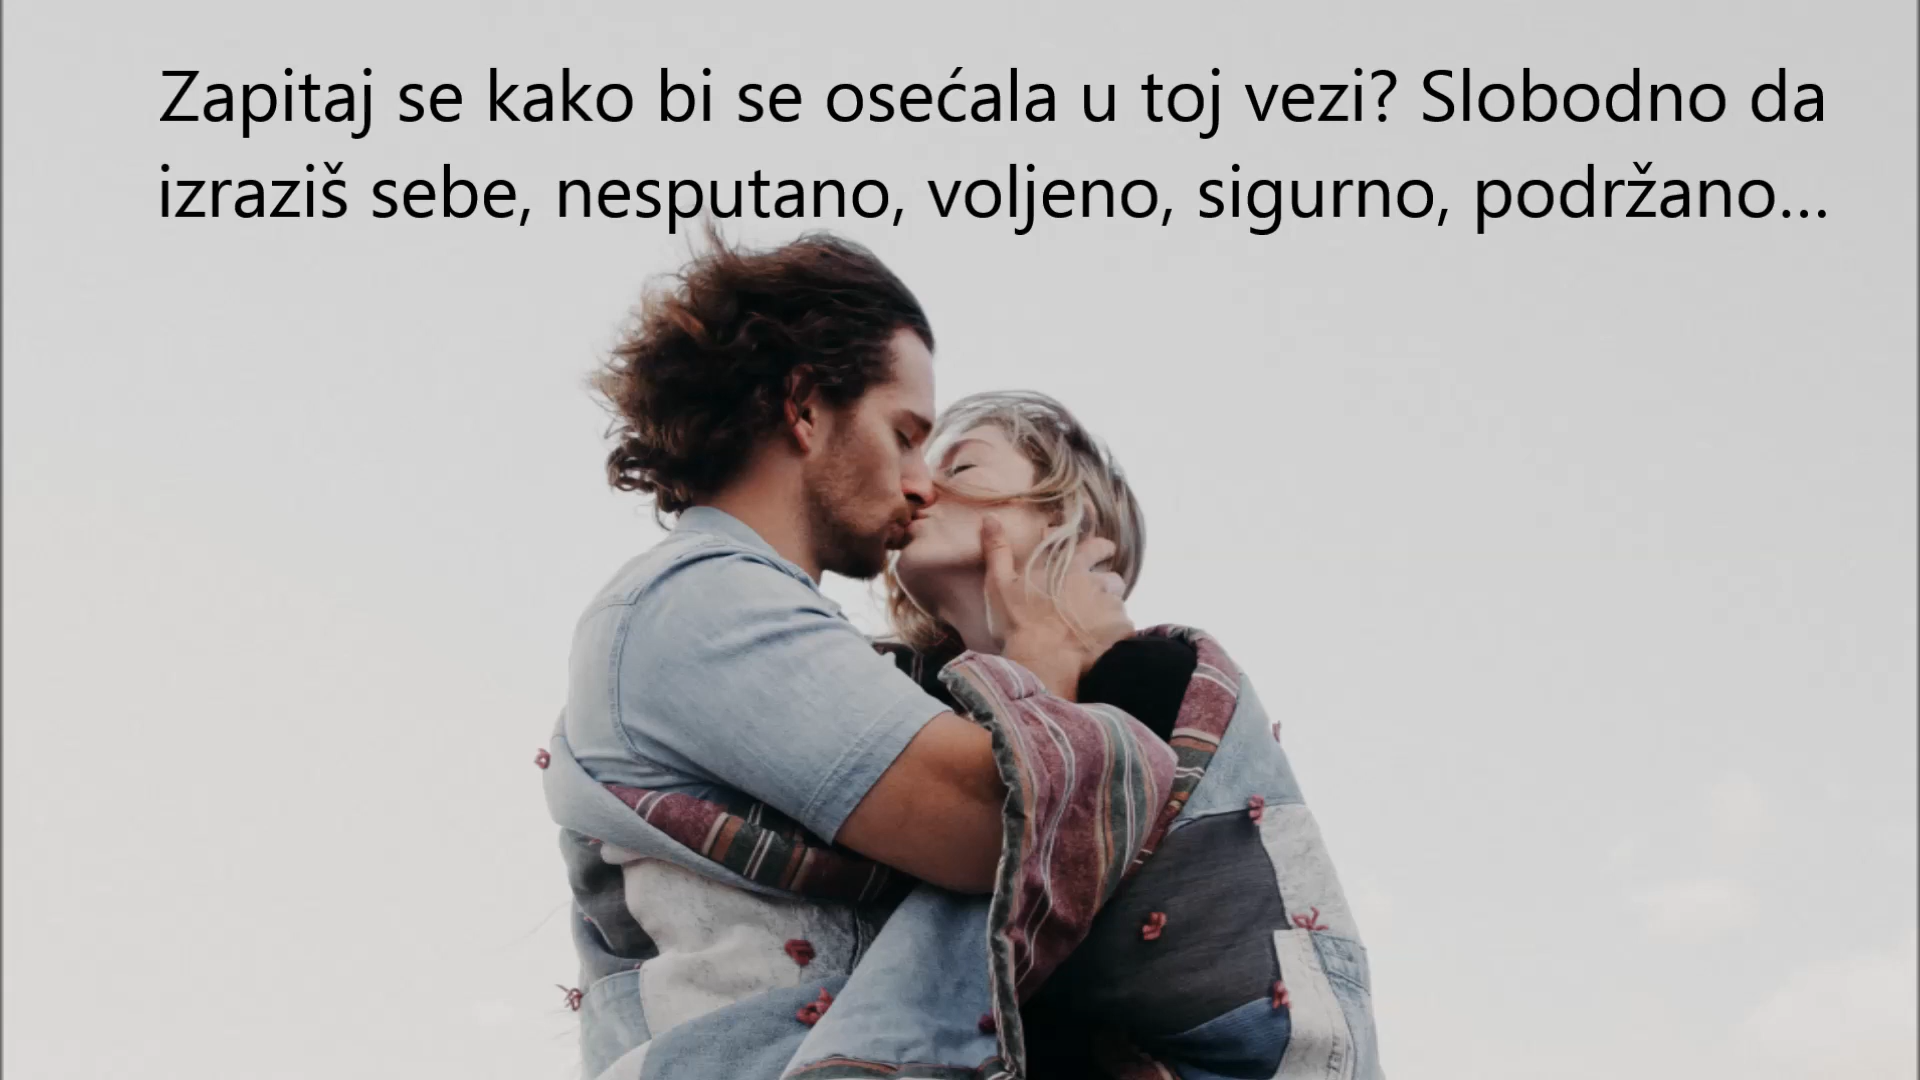 Zapitaj se kako bi se osećala u toj vezi? Slobodno da
izraziš sebe, nesputano, voljeno, sigurno, podržano...